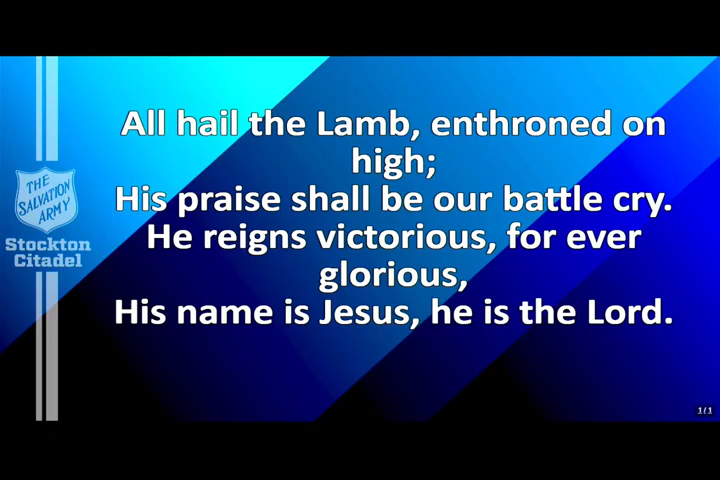 All hail the Lamb, enthroned on
high;
His praise shall be our battle cry.
He reigns victorious, for ever
glorious,
His name is Jesus, he is the Lord.
THE
SALVATION
ARMY
Stockton
Citadel
1/1